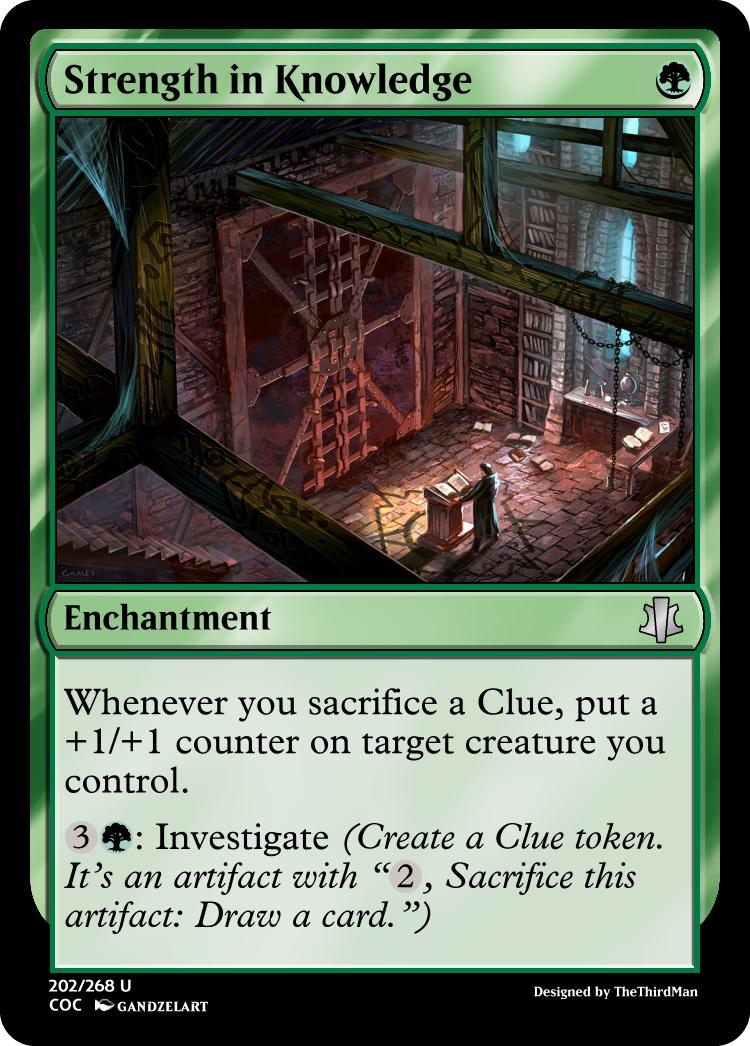 Strength in Knowledge
GAMES
Enchantment
Whenever you sacrifice a Clue, put a
+1/+1 counter on target creature you
control.
3: Investigate (Create a Clue token.
It's an artifact with “2, Sacrifice this
artifact: Draw a card.”)
202/268 U
COC GANDZELART
Designed by TheThirdMan